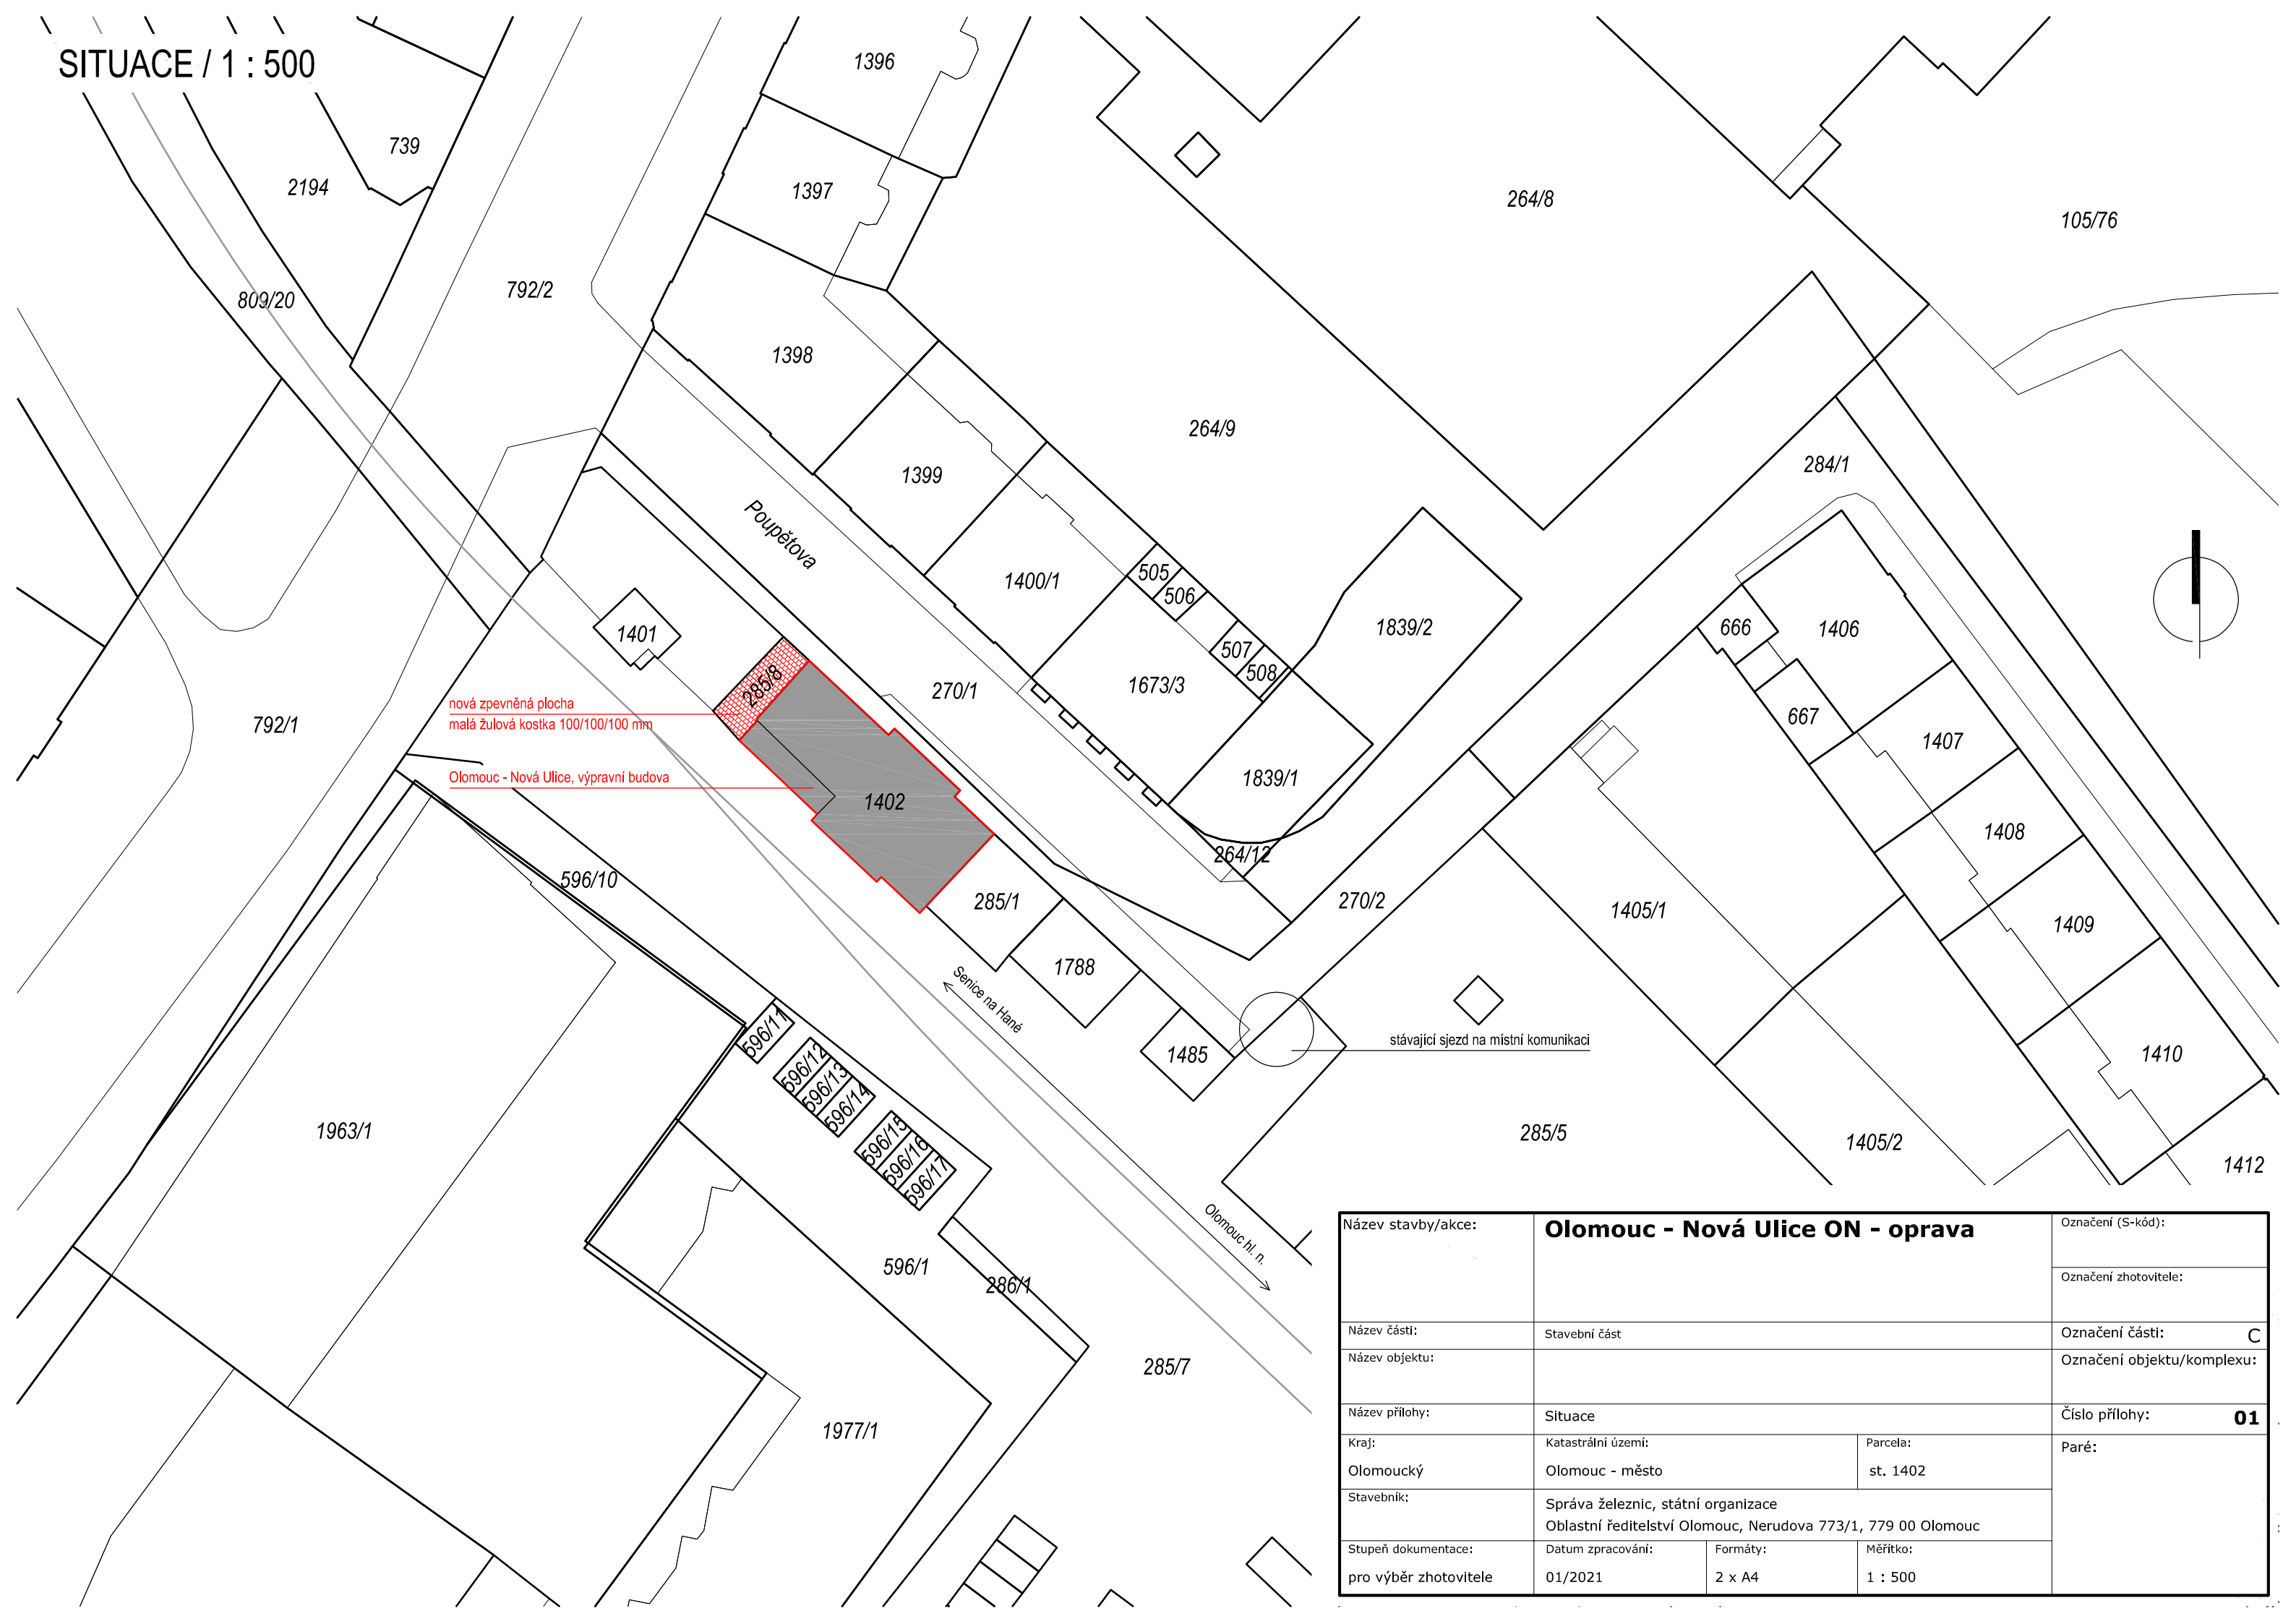 SITUACE / 1 : 500
1396
739
2194
1397
264/8
105/76
792/2
809/20
1398
264/9
1399
284/1
Poupětova
1400/1
505
506
1401
1839/2
666
1406
507
508
285/8
270/1
1673/3
nová zpevněná plocha
malá žulová kostka 100/100/100 mm
792/1
667
1407
Olomouc - Nová Ulice, výpravní budova
1839/1
1402
1408
264/12
596/10
285/1
270/2
1405/1
1409
1788
Senice na Hané
596/11
stávající sjezd na místní komunikaci
1485
1410
596/12
596/13
596/14
1963/1
285/5
1405/2
596/15
596/16
596/17
1412
Olomouc hl. n.
596/1
286/1
285/7
1977/1
Název stavby/akce:
Olomouc - Nová Ulice ON - oprava
Označení (S-kód):
Označení zhotovitele:
Název části:
Stavební část
Označení části:
C
Název objektu:
Označení objektu/komplexu:
Název přílohy:
Situace
Číslo přílohy:
01
Kraj:
Katastrální území:
Parcela:
Paré:
Olomoucký
Olomouc - město
st. 1402
Stavebník:
Správa železnic, státní organizace
Oblastní ředitelství Olomouc, Nerudova 773/1, 779 00 Olomouc
Stupeň dokumentace:
Datum zpracování:
Formáty:
Měřítko:
pro výběr zhotovitele
01/2021
2 x A4
1 : 500